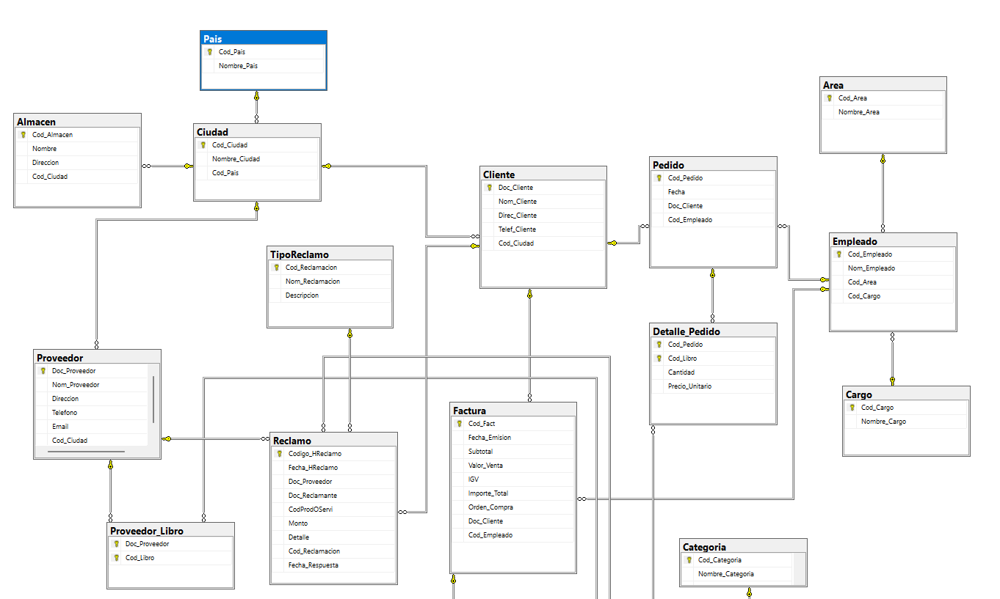 Pais
Cod_Pais
Nombre_Pais
Area
Cod_Area
Nombre_Area
Almacen
Cod_Almacen
Nombre
Direccion
Cod_Ciudad
Ciudad
Cod_Ciudad
Nombre_Ciudad
Cod_Pais
Cliente
Doc_Cliente
Nom_Cliente
Direc_Cliente
Telef_Cliente
Cod_Ciudad
Pedido
Cod_Pedido
Fecha
Doc_Cliente
Cod_Empleado
Empleado
Cod_Empleado
Nom_Empleado
Cod_Area
Cod_Cargo
TipoReclamo
Cod_Reclamacion
Nom_Reclamacion
Descripcion
Detalle_Pedido
Cod_Pedido
Cod_Libro
Cantidad
Precio_Unitario
Proveedor
Doc_Proveedor
Nom_Proveedor
Direccion
Telefono
Email
Cod_Ciudad
Cargo
Cod_Cargo
Nombre_Cargo
Factura
Cod_Fact
Fecha_Emision
Subtotal
Valor_Venta
IGV
Importe_Total
Orden_Compra
Doc_Cliente
Cod_Empleado
Reclamo
Codigo_HReclamo
Fecha_HReclamo
Doc_Proveedor
Doc_Reclamante
CodProdOServi
Monto
Detalle
Cod_Reclamacion
Fecha_Respuesta
Proveedor_Libro
Doc_Proveedor
Cod_Libro
Categoria
Cod_Categoria
Nombre_Categoria